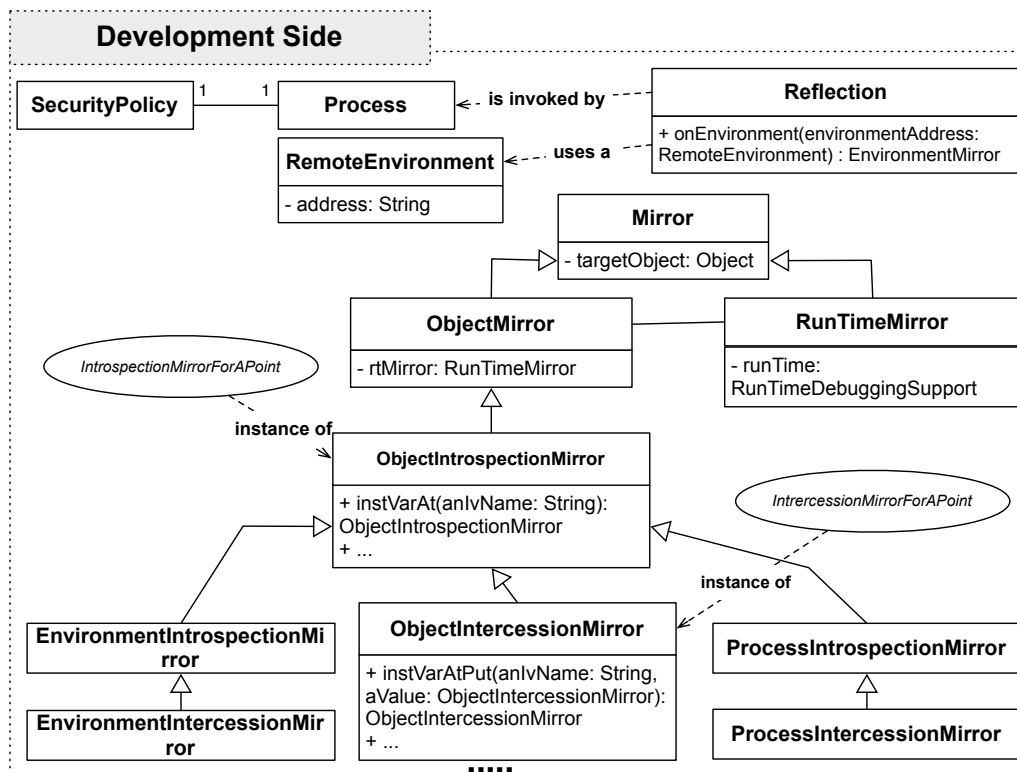 Development Side
SecurityPolicy
1
1
Process
is invoked by
Reflection
+ onEnvironment(environmentAddress:
RemoteEnvironment) : EnvironmentMirror
RemoteEnvironment
- address: String
uses a
Mirror
- targetObject: Object
ObjectMirror
- rtMirror: RunTimeMirror
RunTimeMirror
- runTime:
RunTimeDebuggingSupport
IntrospectionMirrorForAPoint
instance of
ObjectIntrospectionMirror
+ instVarAt(anIvName: String):
ObjectIntrospectionMirror
+ ...
IntrercessionMirrorForAPoint
instance of
EnvironmentIntrospectionMi
rror
EnvironmentIntercessionMir
ror
ObjectIntercessionMirror
+ instVarAtPut(anIvName: String,
aValue: ObjectIntercessionMirror):
ObjectIntercessionMirror
+ ...
ProcessIntrospectionMirror
ProcessIntercessionMirror
.....